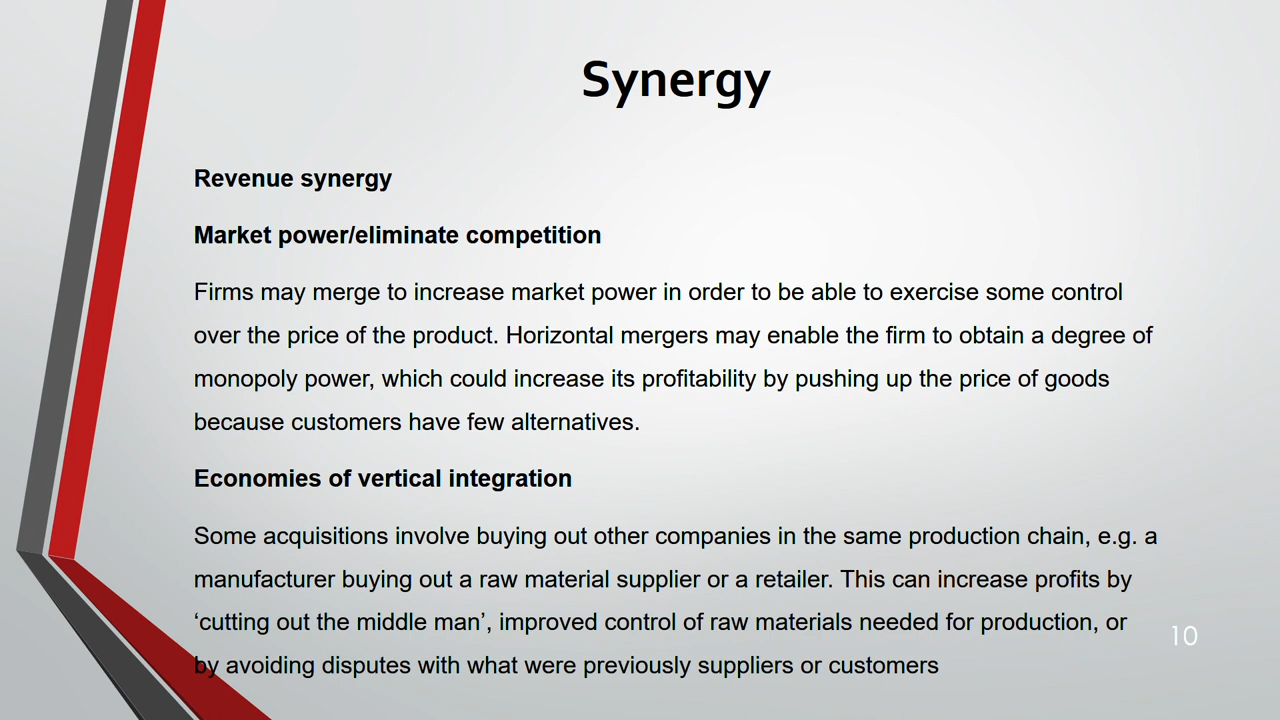 Synergy
Revenue synergy
Market power/eliminate competition
Firms may merge to increase market power in order to be able to exercise some control
over the price of the product. Horizontal mergers may enable the firm to obtain a degree of
monopoly power, which could increase its profitability by pushing up the price of goods
because customers have few alternatives.
Economies of vertical integration
Some acquisitions involve buying out other companies in the same production chain, e.g. a
manufacturer buying out a raw material supplier or a retailer. This can increase profits by
‘cutting out the middle man’, improved control of raw materials needed for production, or
by avoiding disputes with what were previously suppliers or customers
10